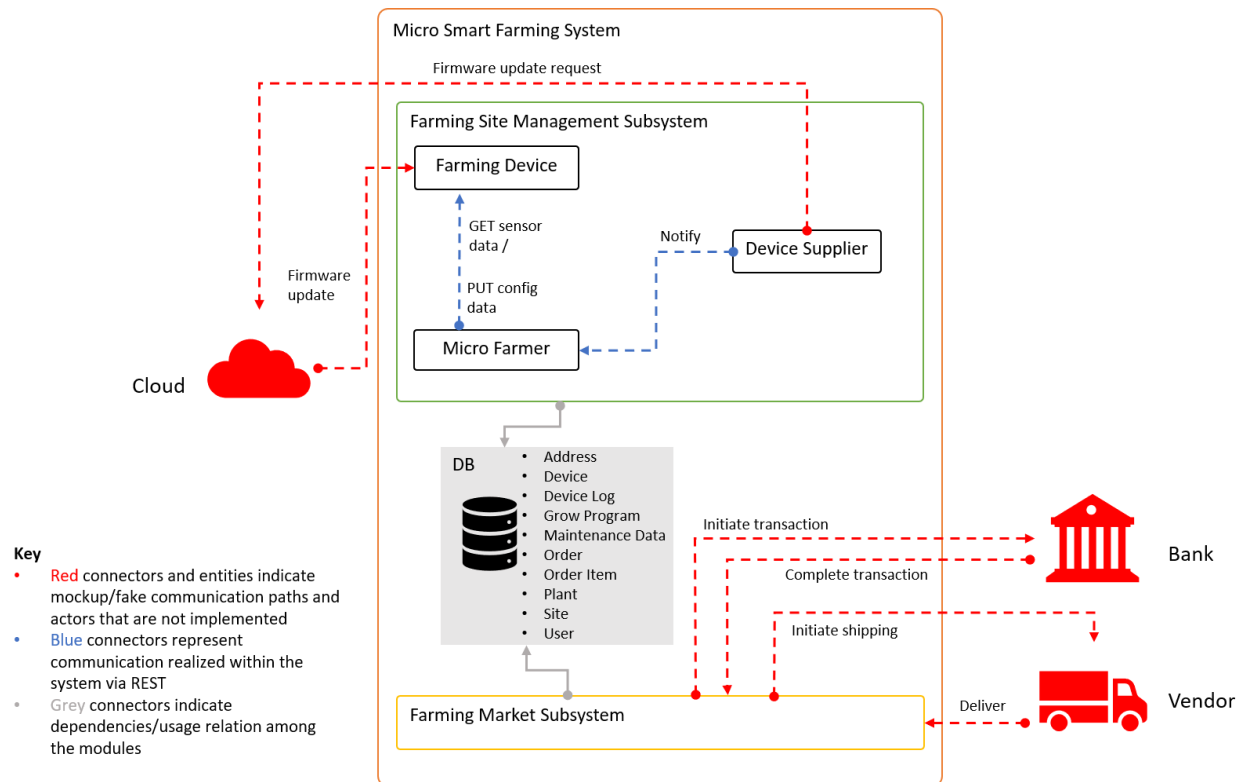 Micro Smart Farming System
Firmware update request
Farming Site Management Subsystem
Farming Device
GET sensor
data /
Notify
Device Supplier
Firmware
update
PUT config
data
Micro Farmer
Cloud
DB
• Address
• Device
• Device Log
• Grow Program
• Maintenance Data
• Order
• Order Item
• Plant
• Site
• User
Initiate transaction
Bank
Complete transaction
Initiate shipping
Vendor
Deliver
Farming Market Subsystem
Key
• Red connectors and entities indicate
mockup/fake communication paths and
actors that are not implemented
• Blue connectors represent
communication realized within the
system via REST
• Grey connectors indicate
dependencies/usage relation among
the modules